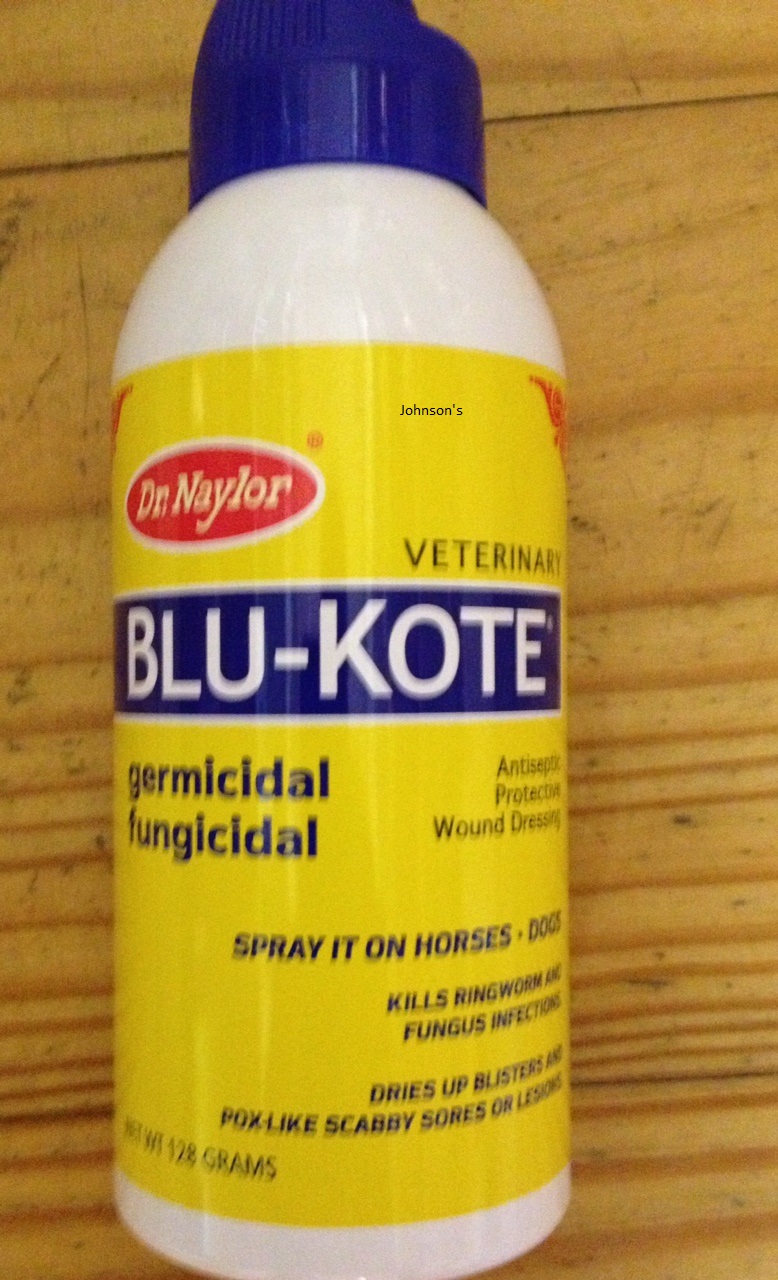 Johnson's
Dr. Naylor®
VETERINARY
BLU-KOTE®
germicidal
fungicidal
Antiseptic
Protective
Wound Dressing
SPRAY IT ON HORSES • DOGS
KILLS RINGWORM AND
FUNGUS INFECTIONS
DRIES UP BLISTERS AND
POX-LIKE SCABBY SORES OR LESIONS
NET WT 128 GRAMS